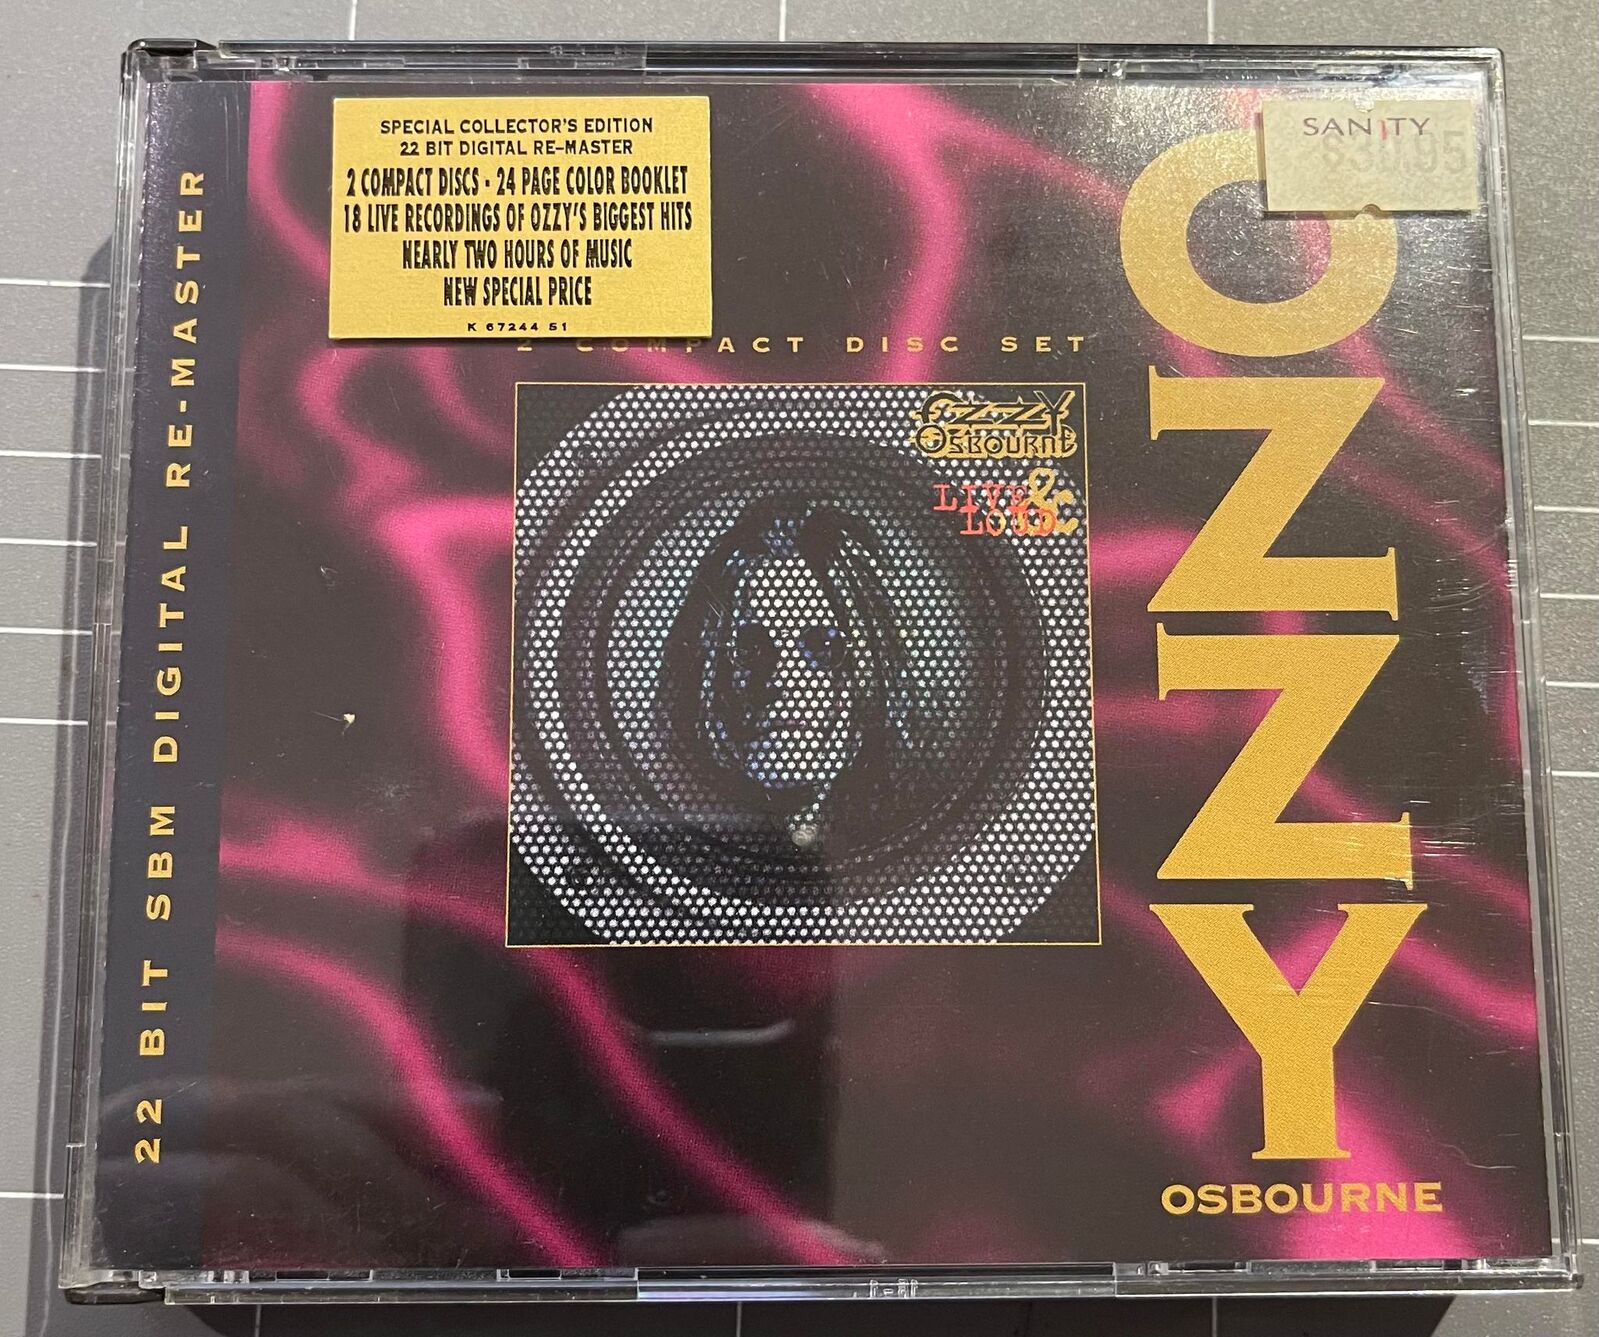 SPECIAL COLLECTOR'S EDITION
22 BIT DIGITAL RE-MASTER
2 COMPACT DISCS - 24 PAGE COLOR BOOKLET
18 LIVE RECORDINGS OF OZZY'S BIGGEST HITS
NEARLY TWO HOURS OF MUSIC
NEW SPECIAL PRICE
K 67244 51
SANITY
2 COMPACT DISC SET
OZZY
OSBOURNE
LIVE &
LOUD
22 BIT SBM DIGITAL RE-MASTER
OZZY
OSBOURNE